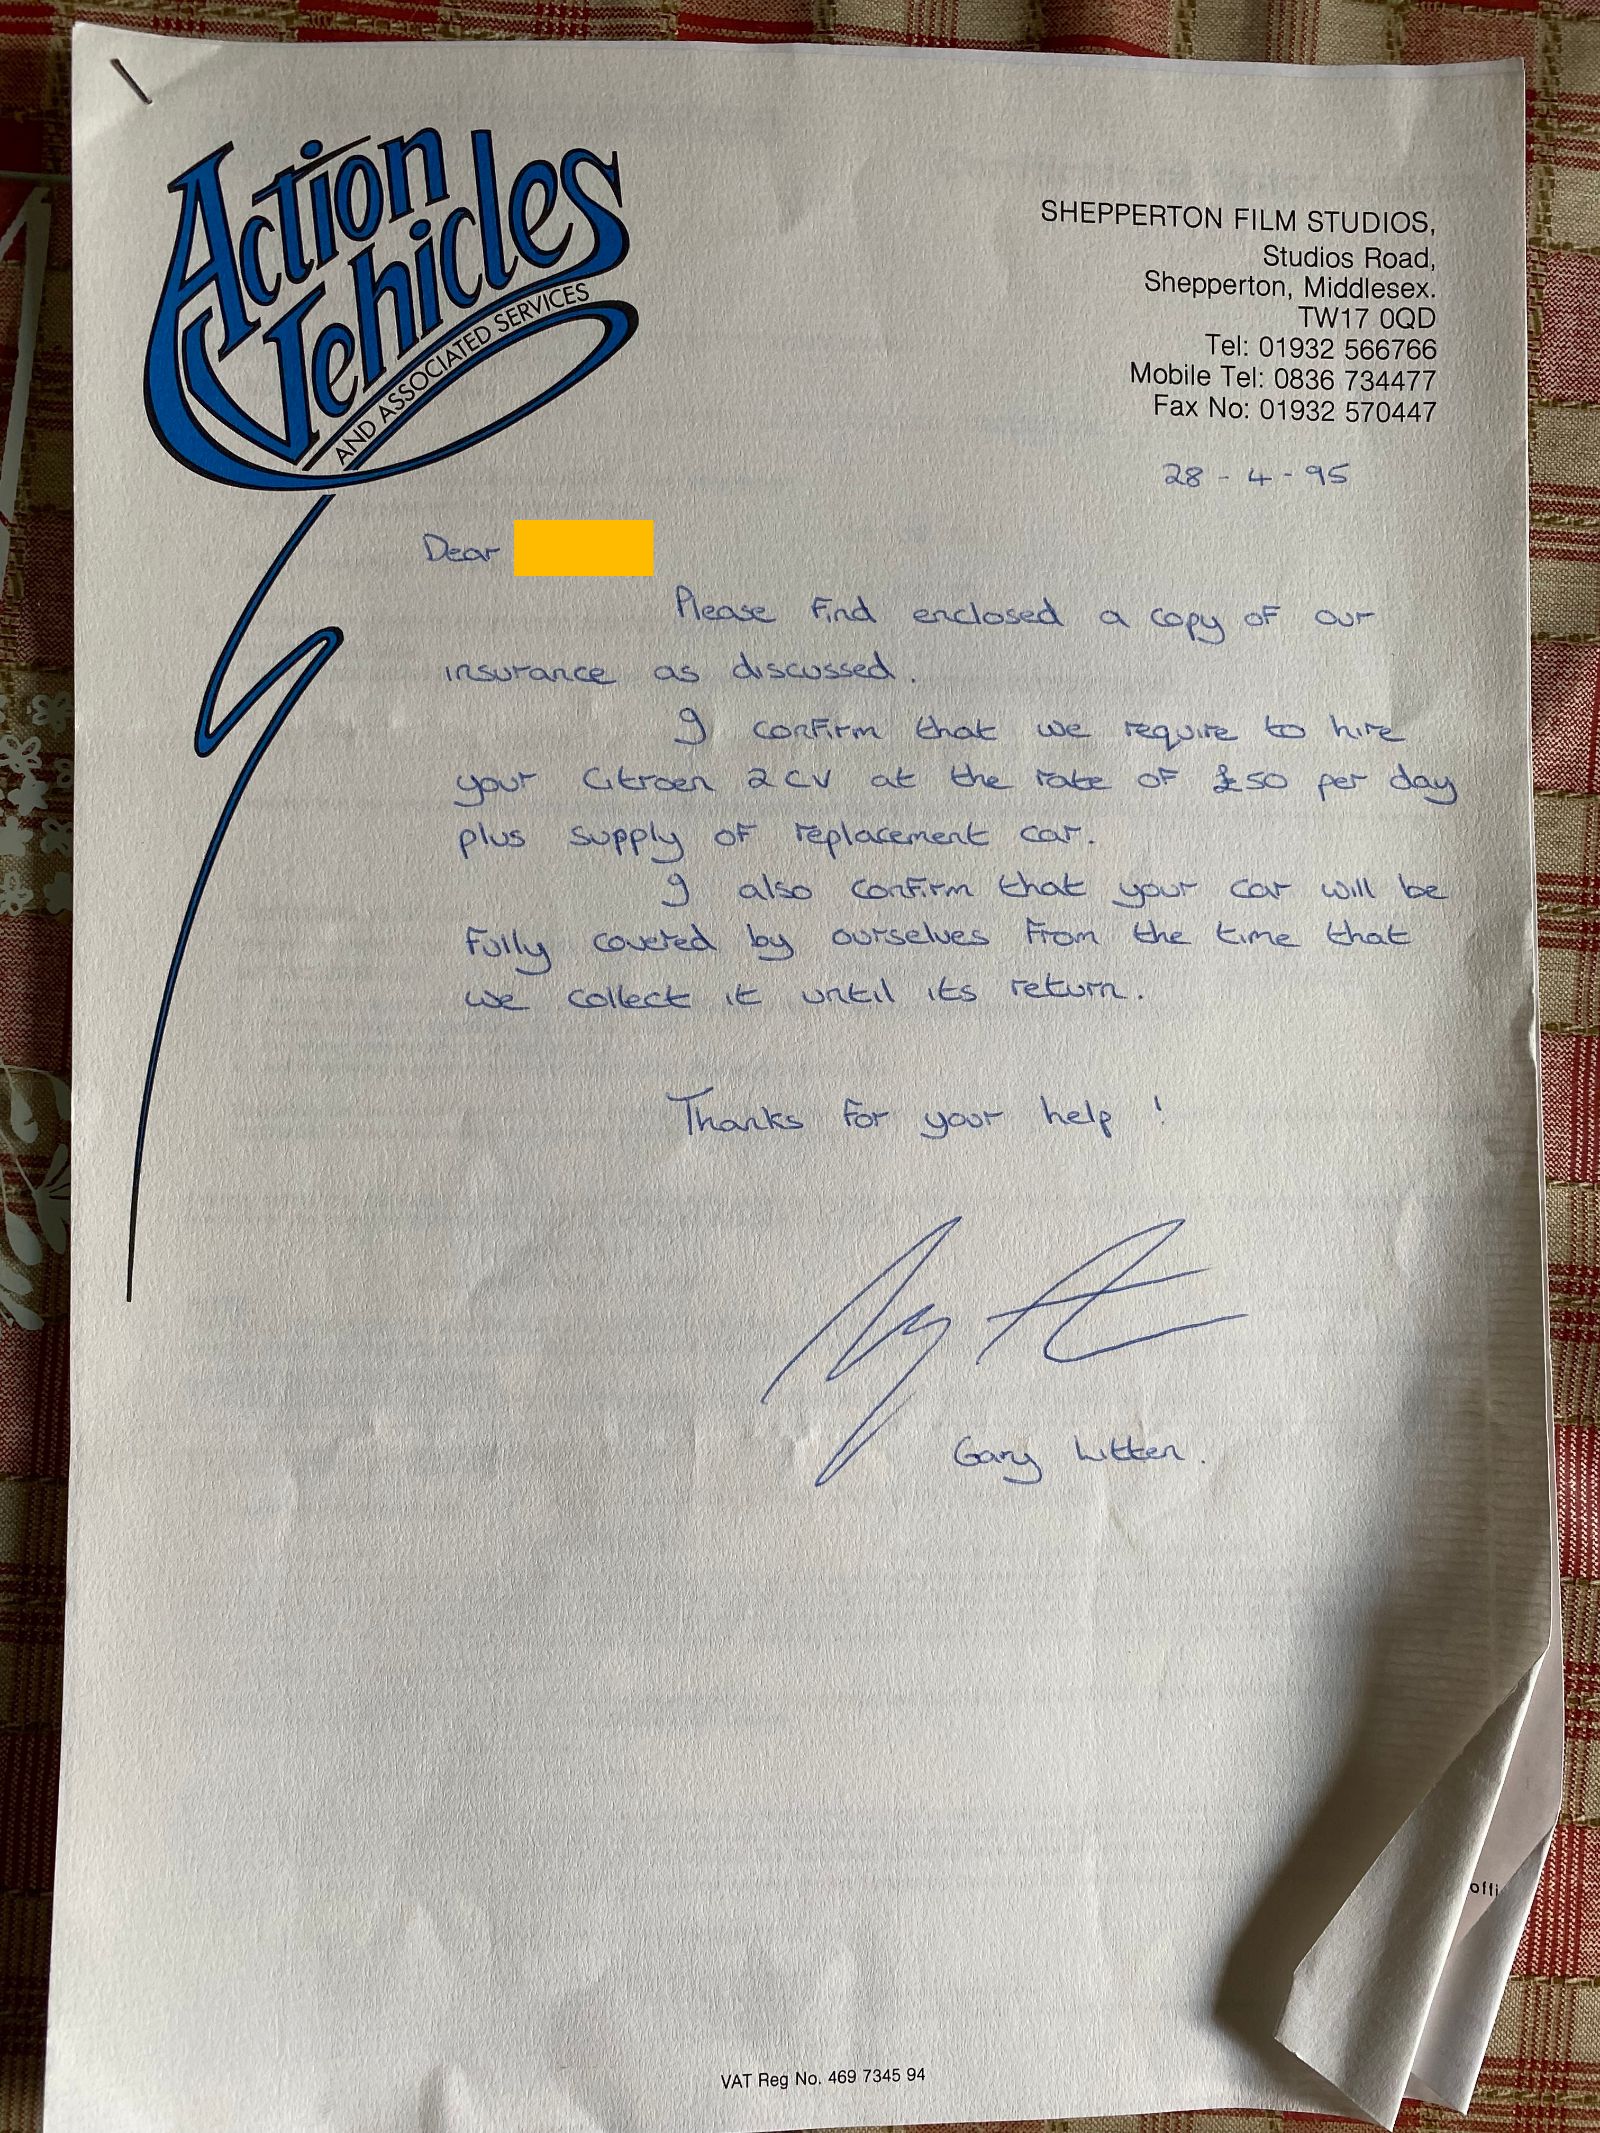 Action
Vehicles
AND ASSOCIATED SERVICES
SHEPPERTON FILM STUDIOS,
Studios Road,
Shepperton, Middlesex.
TW17 0QD
Tel: 01932 566766
Mobile Tel: 0836 734477
Fax No: 01932 570447
28 - 4 - 95
Dear
Please find enclosed a copy of our
insurance as discussed.
I confirm that we require to hire
your Citroen 2CV at the rate of £50 per day
plus supply of replacement car.
I also confirm that your car will be
fully covered by ourselves from the time that
we collect it until its return.
Thanks for your help !
Gary Litten.
offi
VAT Reg No. 469 7345 94